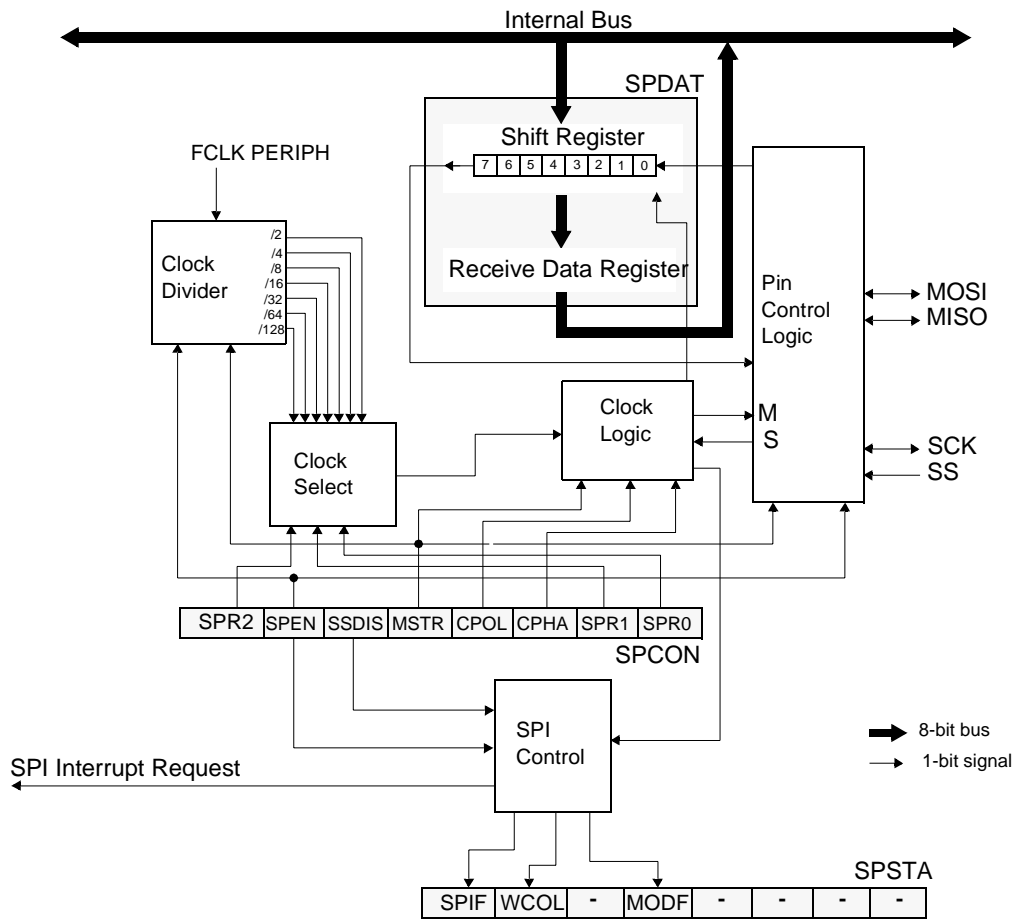 Internal Bus
SPDAT
Shift Register
7 6 5 4 3 2 1 0
FCLK PERIPH
Clock
Divider
/2
/4
/8
/16
/32
/64
/128
Receive Data Register
Pin
Control
Logic
MOSI
MISO
M
S
SCK
SS
Clock
Logic
Clock
Select
SPR2 SPEN SSDIS MSTR CPOL CPHA SPR1 SPR0
SPCON
SPI
Control
8-bit bus
1-bit signal
SPI Interrupt Request
SPSTA
SPIF WCOL - MODF - - - -